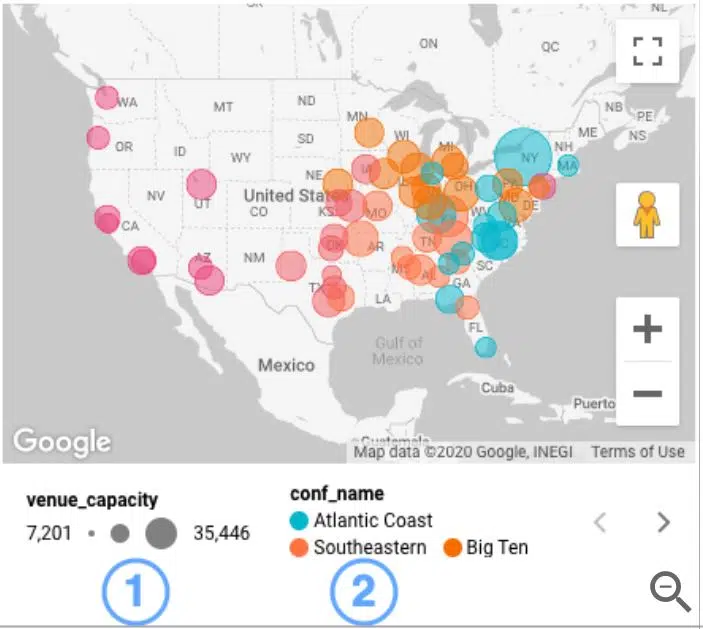 NL
ON
QC
WA
MT
ND
MN
NB
PE
OR
ID
SD
WI
MI
NH
ME
NS
WY
IA
NY
MA
NV
UT
NE
United States
CO
KS
MO
OH
PA
MD
DE
WV
VA
CA
AZ
NM
OK
AR
TN
MS
AL
SC
GA
TX
LA
FL
Gulf of
Mexico
Mexico
Cuba
Puerto
Guatemala
Google
Map data ©2020 Google, INEGI Terms of Use
venue_capacity
7,201 35,446
conf_name
Atlantic Coast
Southeastern Big Ten
1 2